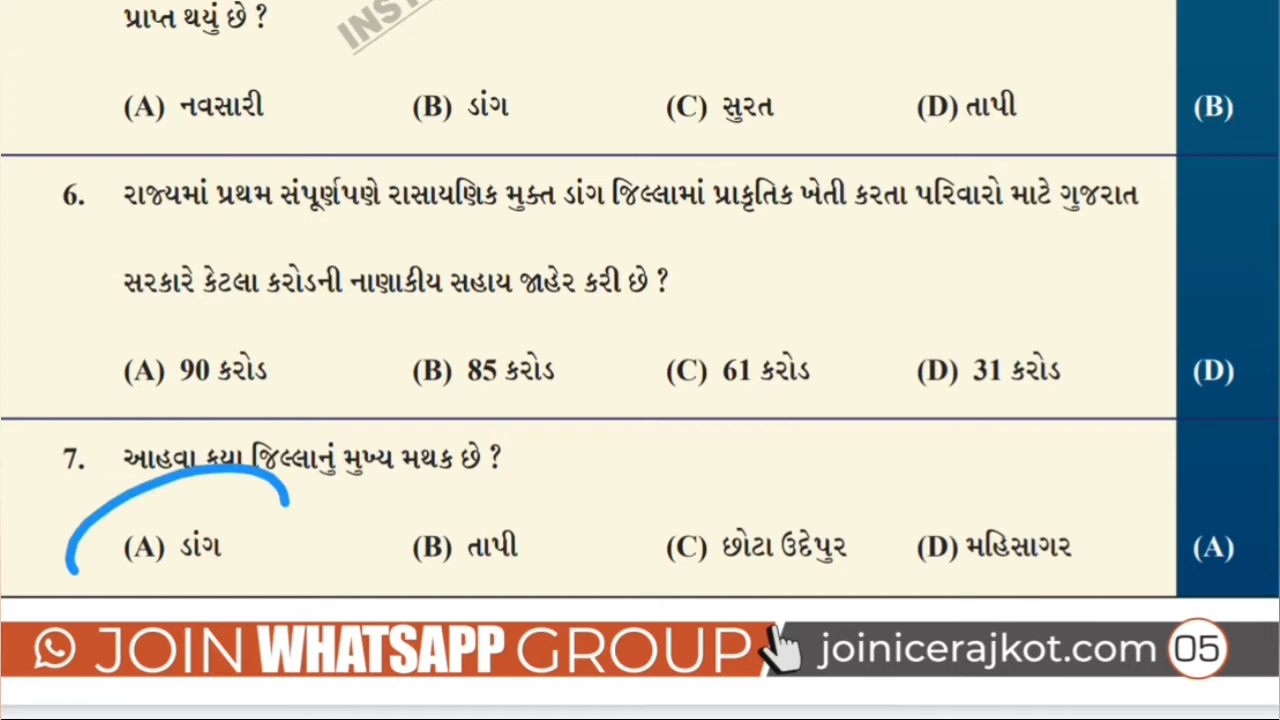 પ્રાપ્ત થયું છે ?
INST
(A) નવસારી (B) ડાંગ (C) સુરત (D) તાપી (B)
6. રાજ્યમાં પ્રથમ સંપૂર્ણપણે રાસાયણિક મુક્ત ડાંગ જિલ્લામાં પ્રાકૃતિક ખેતી કરતા પરિવારો માટે ગુજરાત
સરકારે કેટલા કરોડની નાણાકીય સહાય જાહેર કરી છે ?
(A) 90 કરોડ (B) 85 કરોડ (C) 61 કરોડ (D) 31 કરોડ (D)
7. આહવા કયા જિલ્લાનું મુખ્ય મથક છે ?
(A) ડાંગ (B) તાપી (C) છોટા ઉદેપુર (D) મહિસાગર (A)
JOIN WHATSAPP GROUP joinicerajkot.com 05